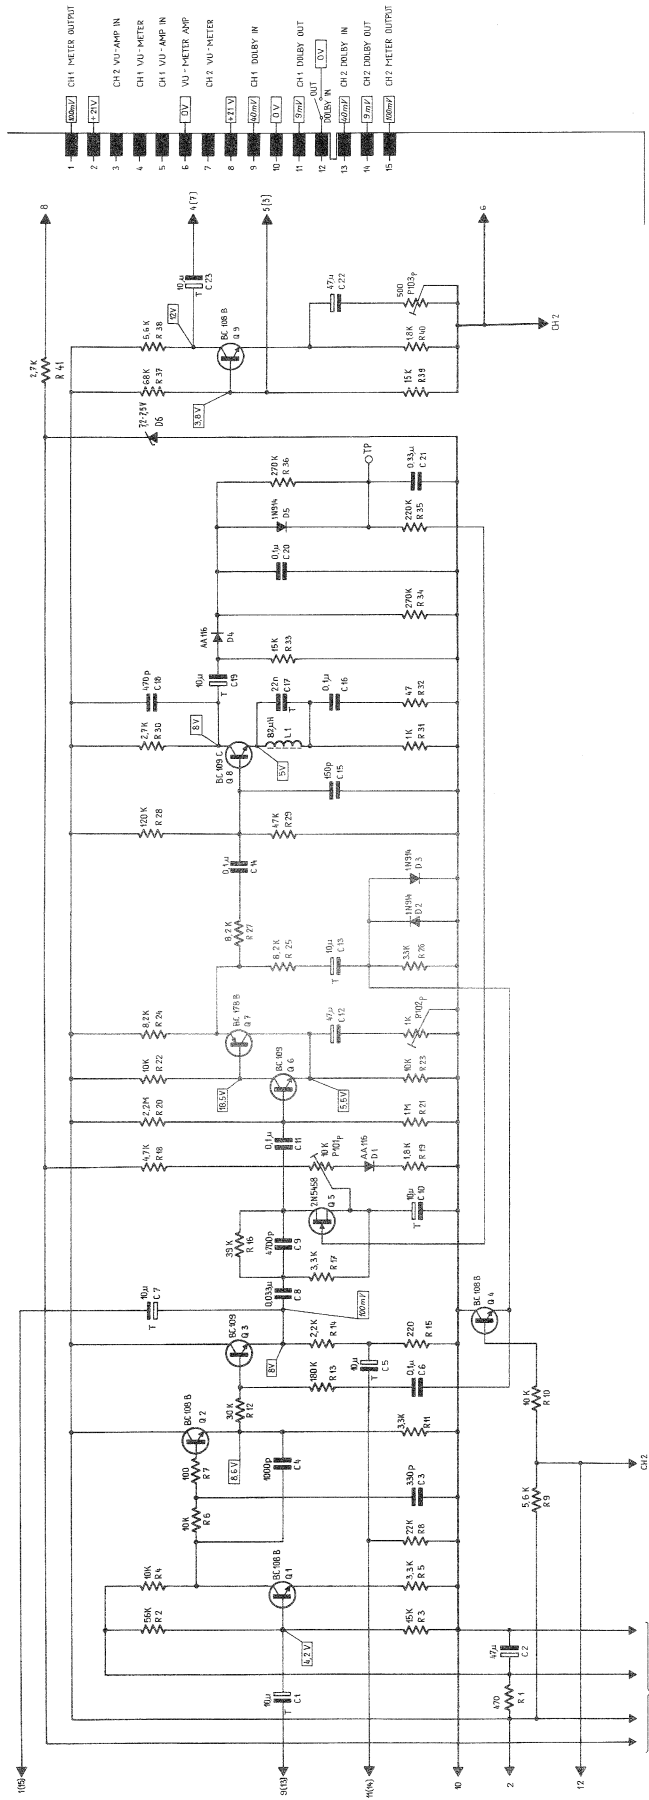 100mV CH1 METER OUTPUT
+21V
CH2 VU-AMP IN
CH1 VU-METER
CH1 VU-AMP IN
0V VU-METER AMP
CH2 VU-METER
+21V
60mV CH1 DOLBY IN
0V
9mV CH1 DOLBY OUT
OUT 0V
DOLBY IN
60mV CH2 DOLBY IN
9mV CH2 DOLBY OUT
100mV CH2 METER OUTPUT
1 2 3 4 5 6 7 8 9 10 11 12 13 14 15
8
4(7)
5(3)
6
CH2
2,7K R41
5,6K R38
12V
10µ C23 T
BC108B Q9
68K R37
3,8V
47µ C22
500 P103p
1,8K R40
15K R39
7,2-7,9V D6
270K R36
TP
0,33µ C21
1N914 D5
220K R35
0,1µ C20
270K R34
AA116 D4
15K R33
10µ C19 T
470p C18
22n C17 T
0,1µ C16
47 R32
2,7K R30
8V
BC109C Q8
82µH L1
5V
1K R31
150p C15
120K R28
47K R29
0,1µ C14
8,2K R27
8,2K R25
10µ C13 T
1N914 D3
1N914 D2
33K R26
8,2K R24
BC178B Q7
47µ C12
1K P102p
10K R22
18,5V
BC109 Q6
5,5V
10K R23
2,2M R20
1M R21
0,1µ C11
4,7K R18
10K P101p
AA116 D1
1,8K R19
2N5458 Q5
10µ C10 T
39K R16
4700p C9
3,3K R17
0,033µ C8
10µ C7 T
100mV
BC108B Q4
BC109 Q3
8V
2,2K R14
220 R15
10µ C5 T
180K R13
0,1µ C6
30K R12
10K R10
BC108B Q2
8,6V
3,3K R11
100 R7
1000p C4
330p C3
10K R6
22K R8
5,6K R9
CH2
10K R4
BC108B Q1
3,3K R5
56K R2
4,2V
15K R3
47µ C2
10µ C1 T
470 R1
1(15)
9(13)
11(14)
10
2
12